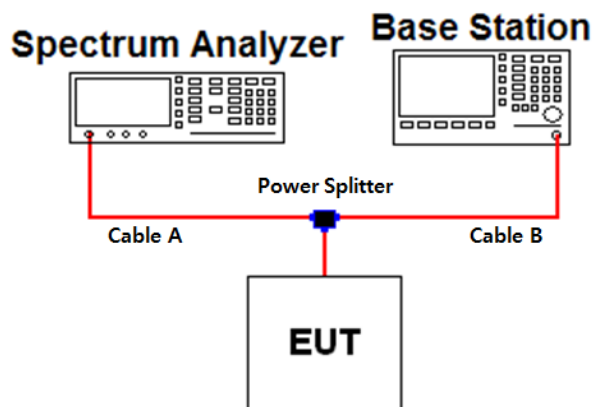 Spectrum Analyzer
Base Station
Power Splitter
Cable A
Cable B
EUT